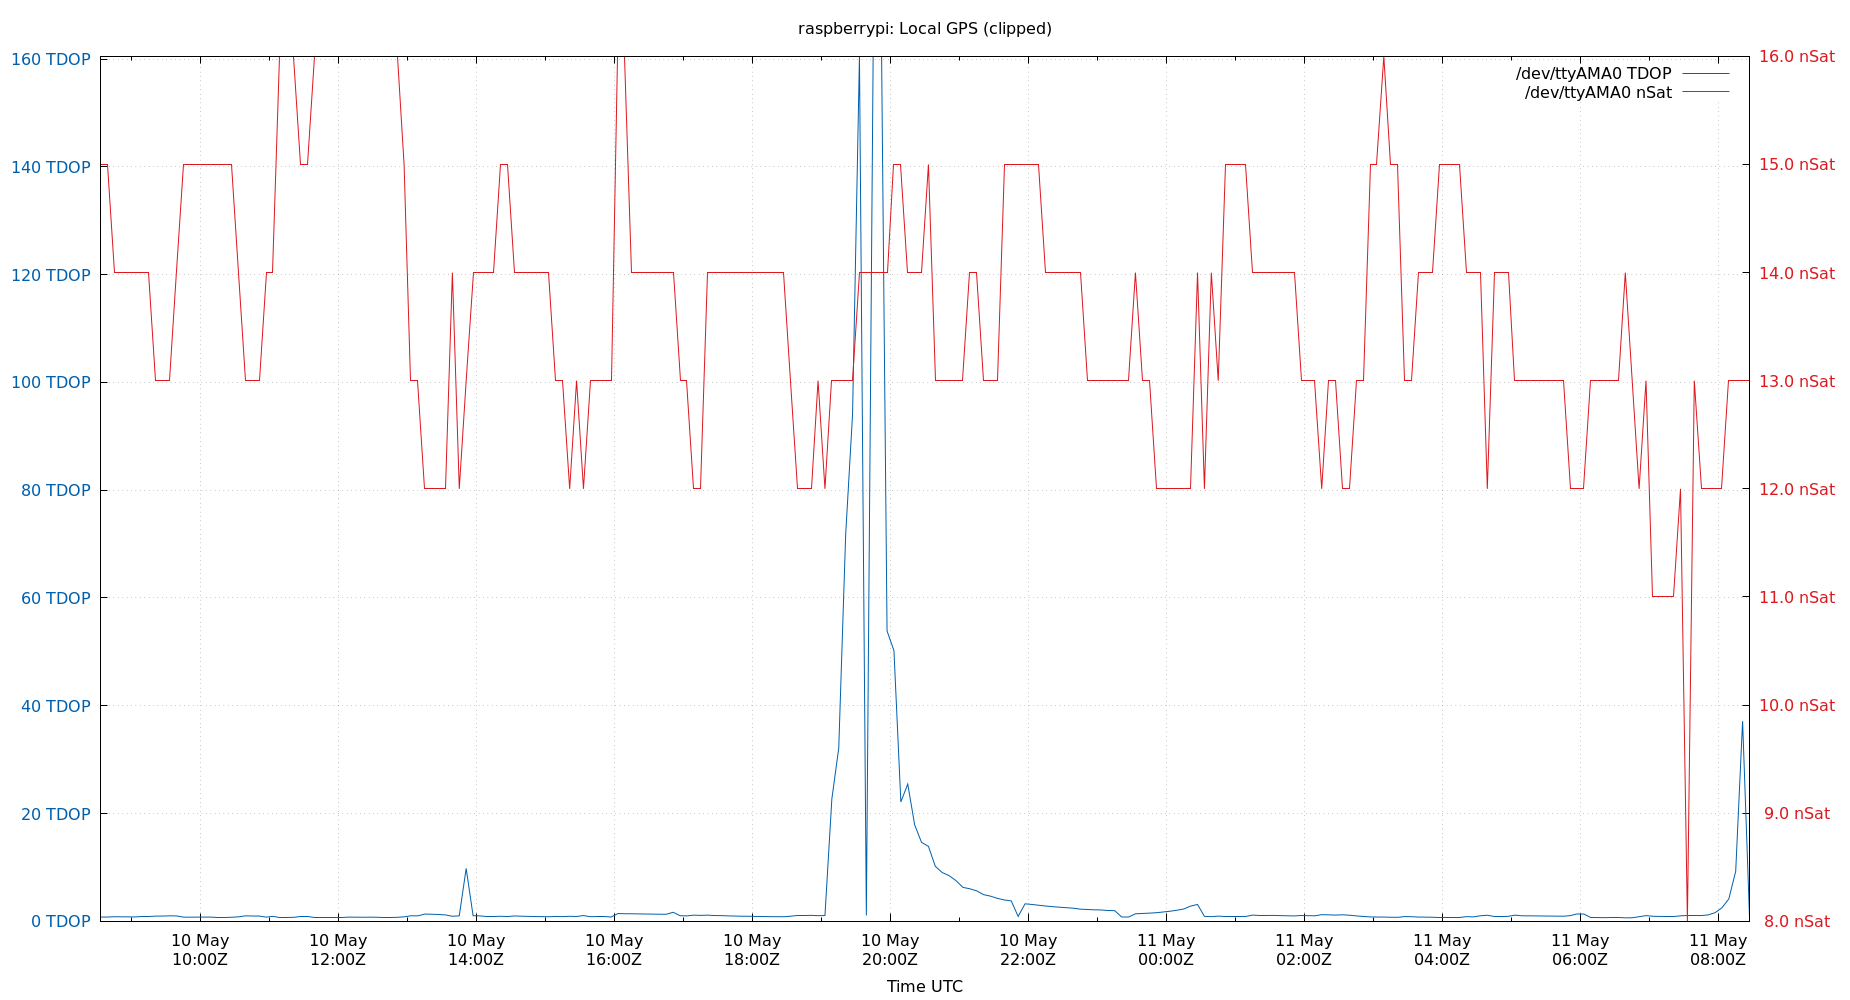 raspberrypi: Local GPS (clipped)
160 TDOP
140 TDOP
120 TDOP
100 TDOP
80 TDOP
60 TDOP
40 TDOP
20 TDOP
0 TDOP
16.0 nSat
15.0 nSat
14.0 nSat
13.0 nSat
12.0 nSat
11.0 nSat
10.0 nSat
9.0 nSat
8.0 nSat
/dev/ttyAMA0 TDOP
/dev/ttyAMA0 nSat
10 May
10:00Z
10 May
12:00Z
10 May
14:00Z
10 May
16:00Z
10 May
18:00Z
10 May
20:00Z
10 May
22:00Z
11 May
00:00Z
11 May
02:00Z
11 May
04:00Z
11 May
06:00Z
11 May
08:00Z
Time UTC